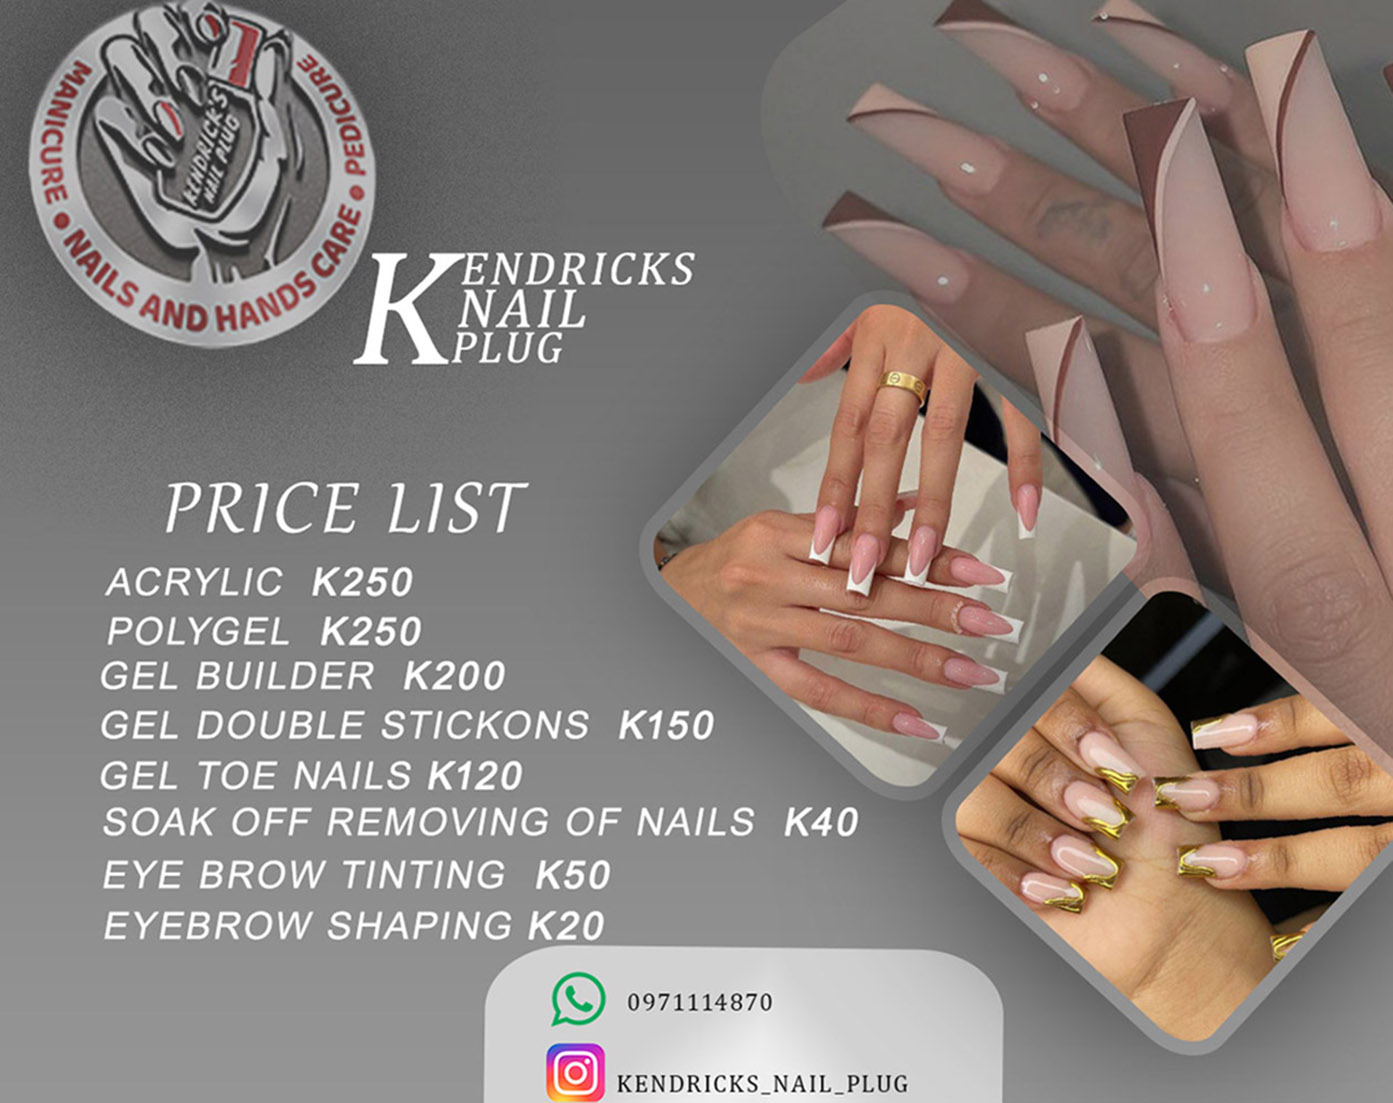 MANICURE • NAILS AND HANDS CARE • PEDICURE
KENDRICK'S
NAIL PLUG
KENDRICKS
NAIL
PLUG
PRICE LIST
ACRYLIC K250
POLYGEL K250
GEL BUILDER K200
GEL DOUBLE STICKONS K150
GEL TOE NAILS K120
SOAK OFF REMOVING OF NAILS K40
EYE BROW TINTING K50
EYEBROW SHAPING K20
0971114870
KENDRICKS_NAIL_PLUG